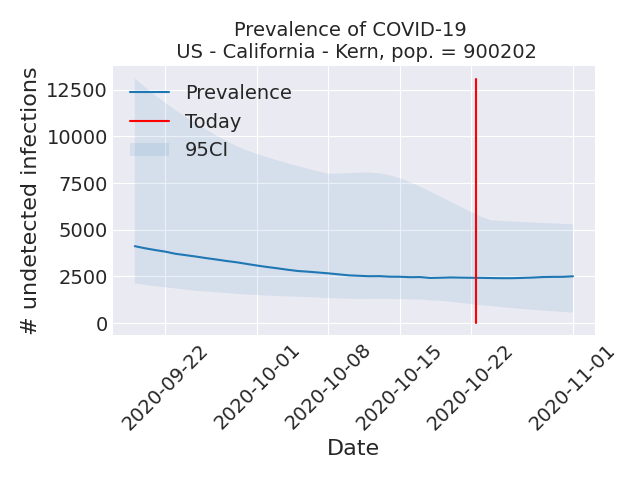 Prevalence of COVID-19
US - California - Kern, pop. = 900202
# undetected infections
12500
10000
7500
5000
2500
0
Prevalence
Today
95CI
2020-09-22
2020-10-01
2020-10-08
2020-10-15
2020-10-22
2020-11-01
Date